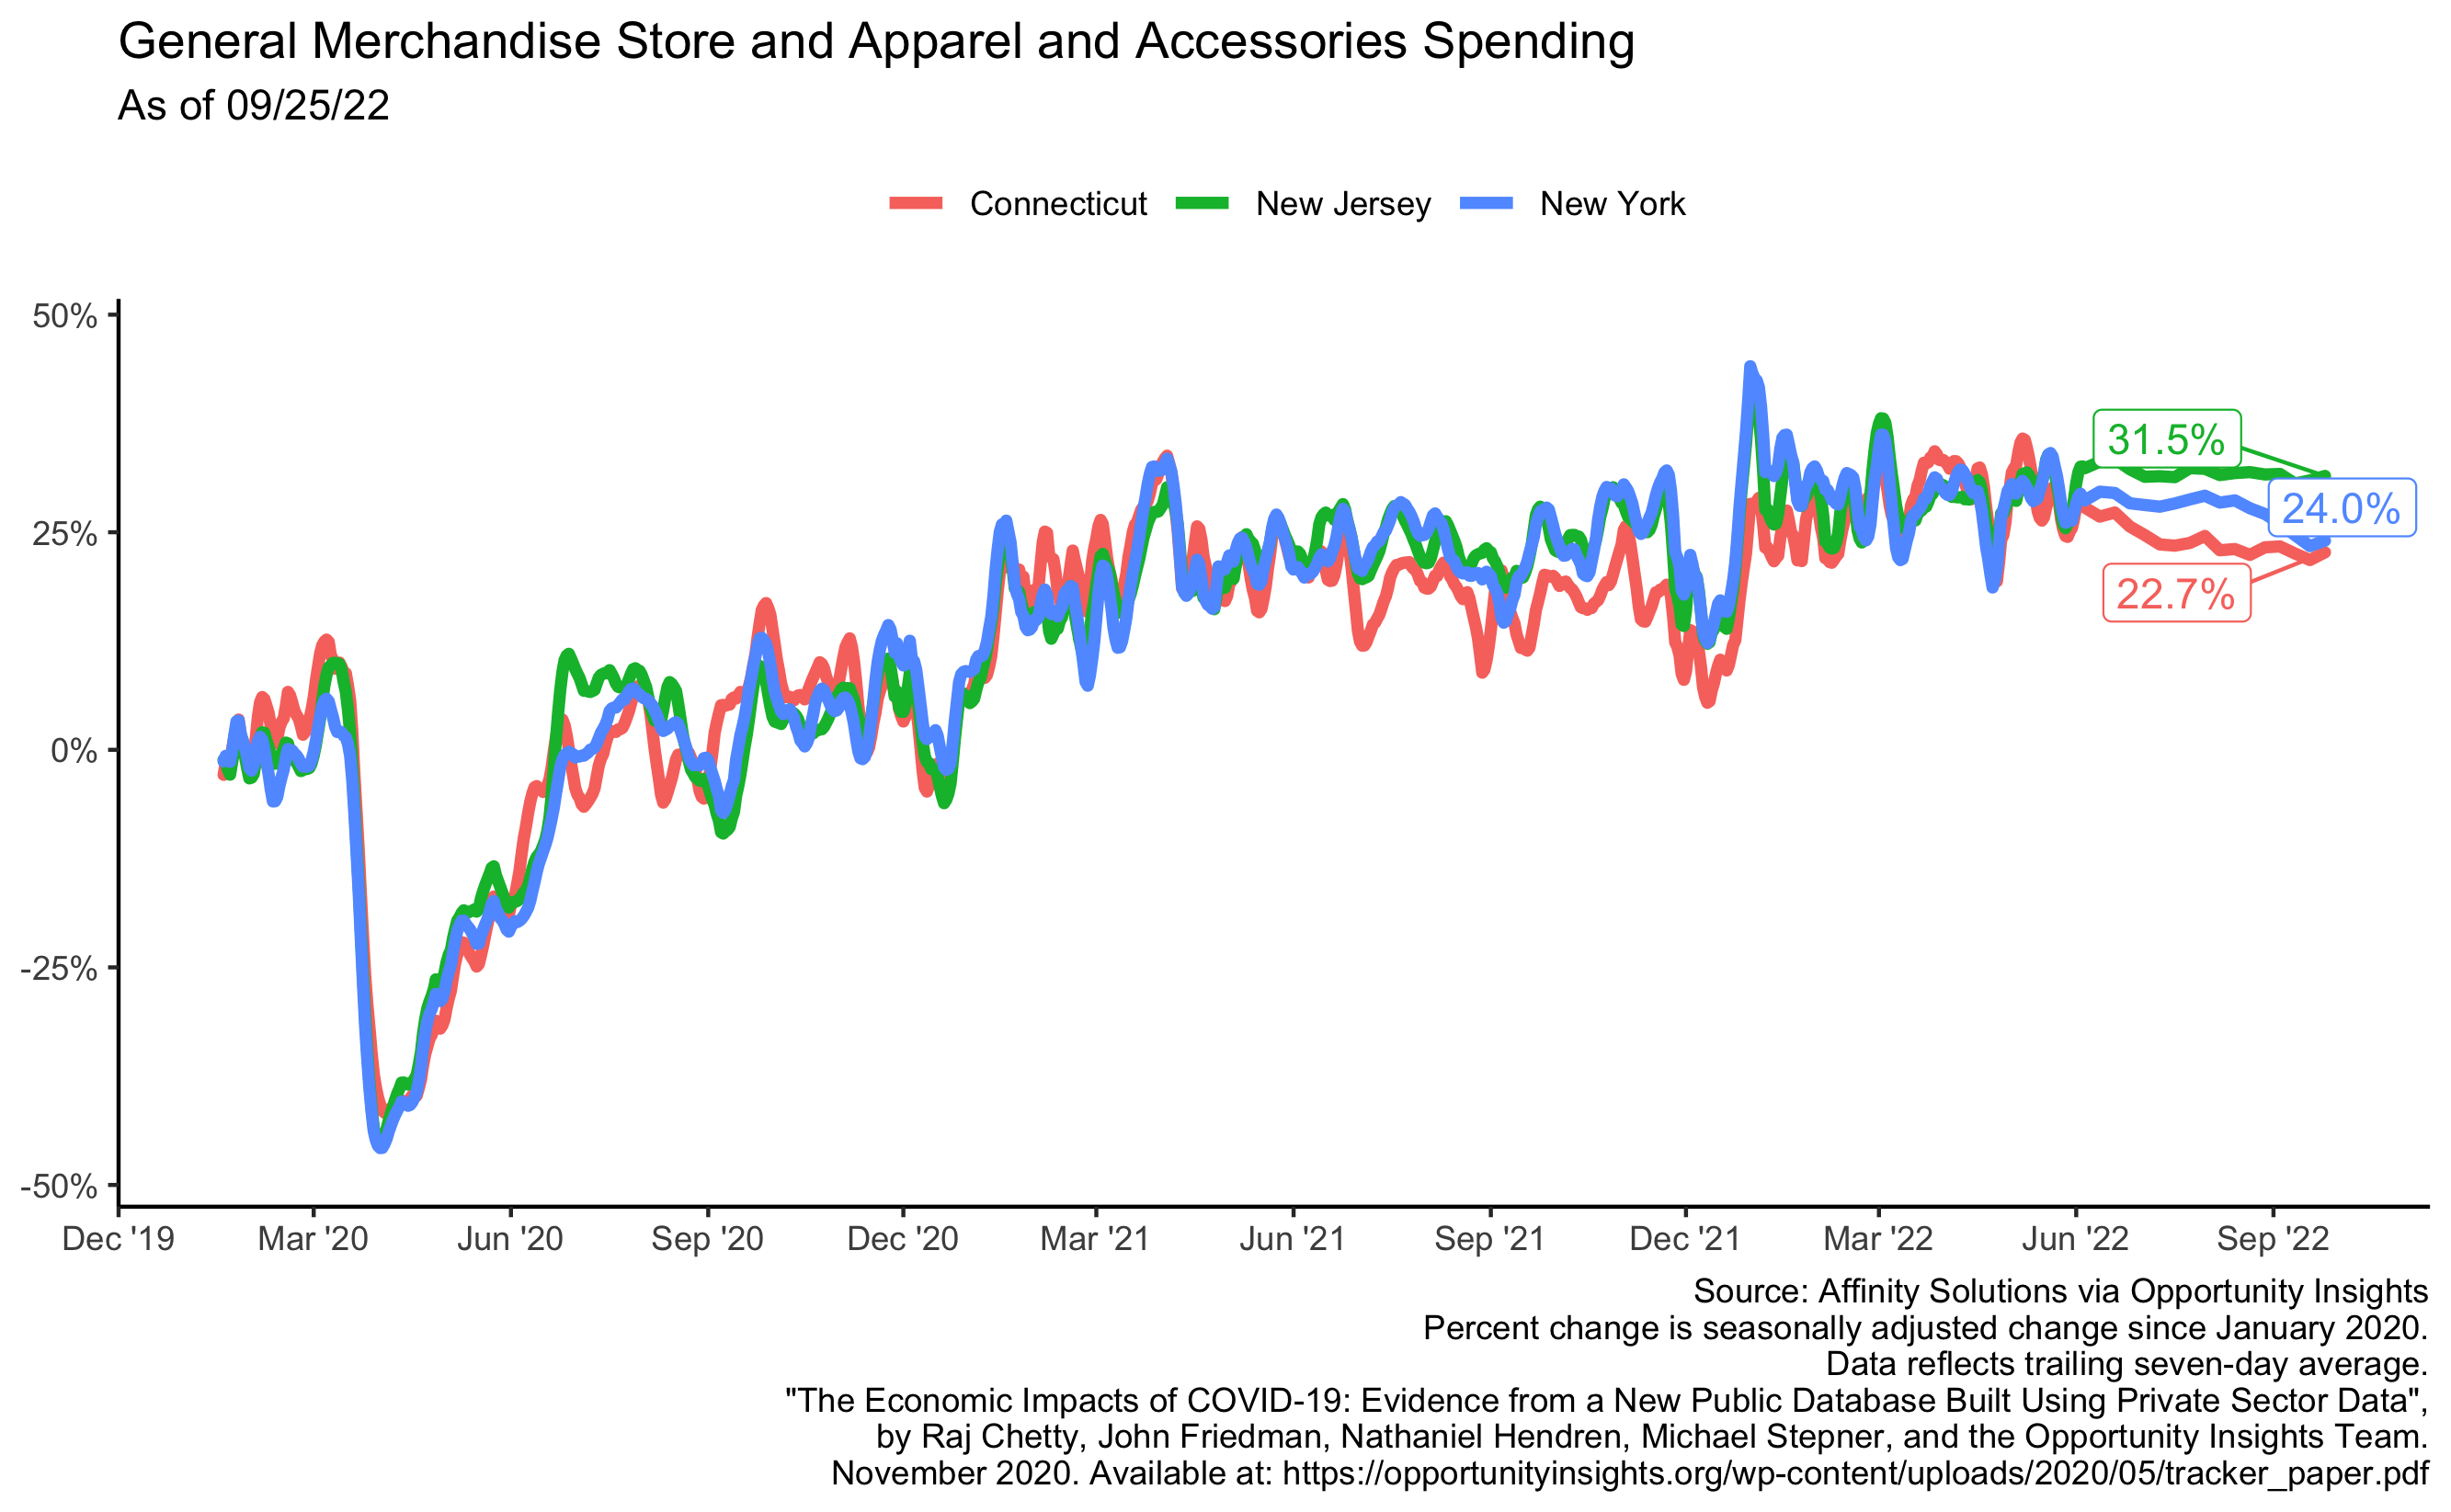 General Merchandise Store and Apparel and Accessories Spending
As of 09/25/22
Connecticut New Jersey New York
50%
25%
0%
-25%
-50%
31.5%
24.0%
22.7%
Dec '19 Mar '20 Jun '20 Sep '20 Dec '20 Mar '21 Jun '21 Sep '21 Dec '21 Mar '22 Jun '22 Sep '22
Source: Affinity Solutions via Opportunity Insights
Percent change is seasonally adjusted change since January 2020.
Data reflects trailing seven-day average.
"The Economic Impacts of COVID-19: Evidence from a New Public Database Built Using Private Sector Data",
by Raj Chetty, John Friedman, Nathaniel Hendren, Michael Stepner, and the Opportunity Insights Team.
November 2020. Available at: https://opportunityinsights.org/wp-content/uploads/2020/05/tracker_paper.pdf